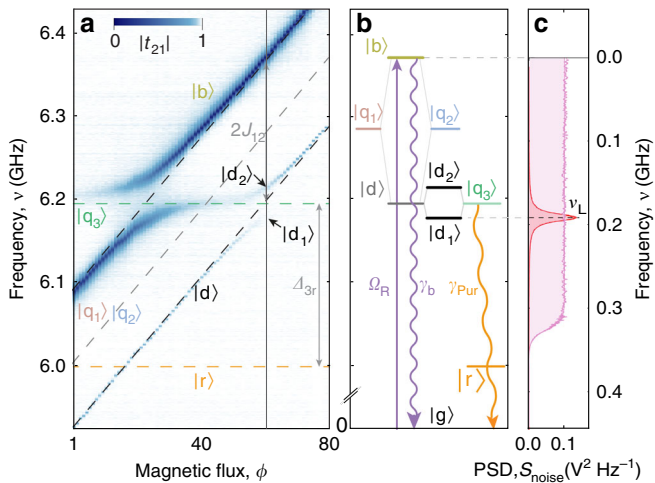 a
0 |t21| 1
|b⟩
2J12
|d2⟩
|q3⟩
|d1⟩
|d⟩
|q1⟩ |q2⟩
Δ3r
|r⟩
6.4
6.3
6.2
6.1
6.0
Frequency, ν (GHz)
1 40 80
Magnetic flux, ϕ
b
|b⟩
|q1⟩ |q2⟩
|d2⟩
|d⟩ |q3⟩
|d1⟩
ΩR γb γPur
|r⟩
0 |g⟩
c
νL
0.0
0.1
0.2
0.3
0.4
Frequency, ν (GHz)
0.0 0.1
PSD, Snoise(V² Hz⁻¹)